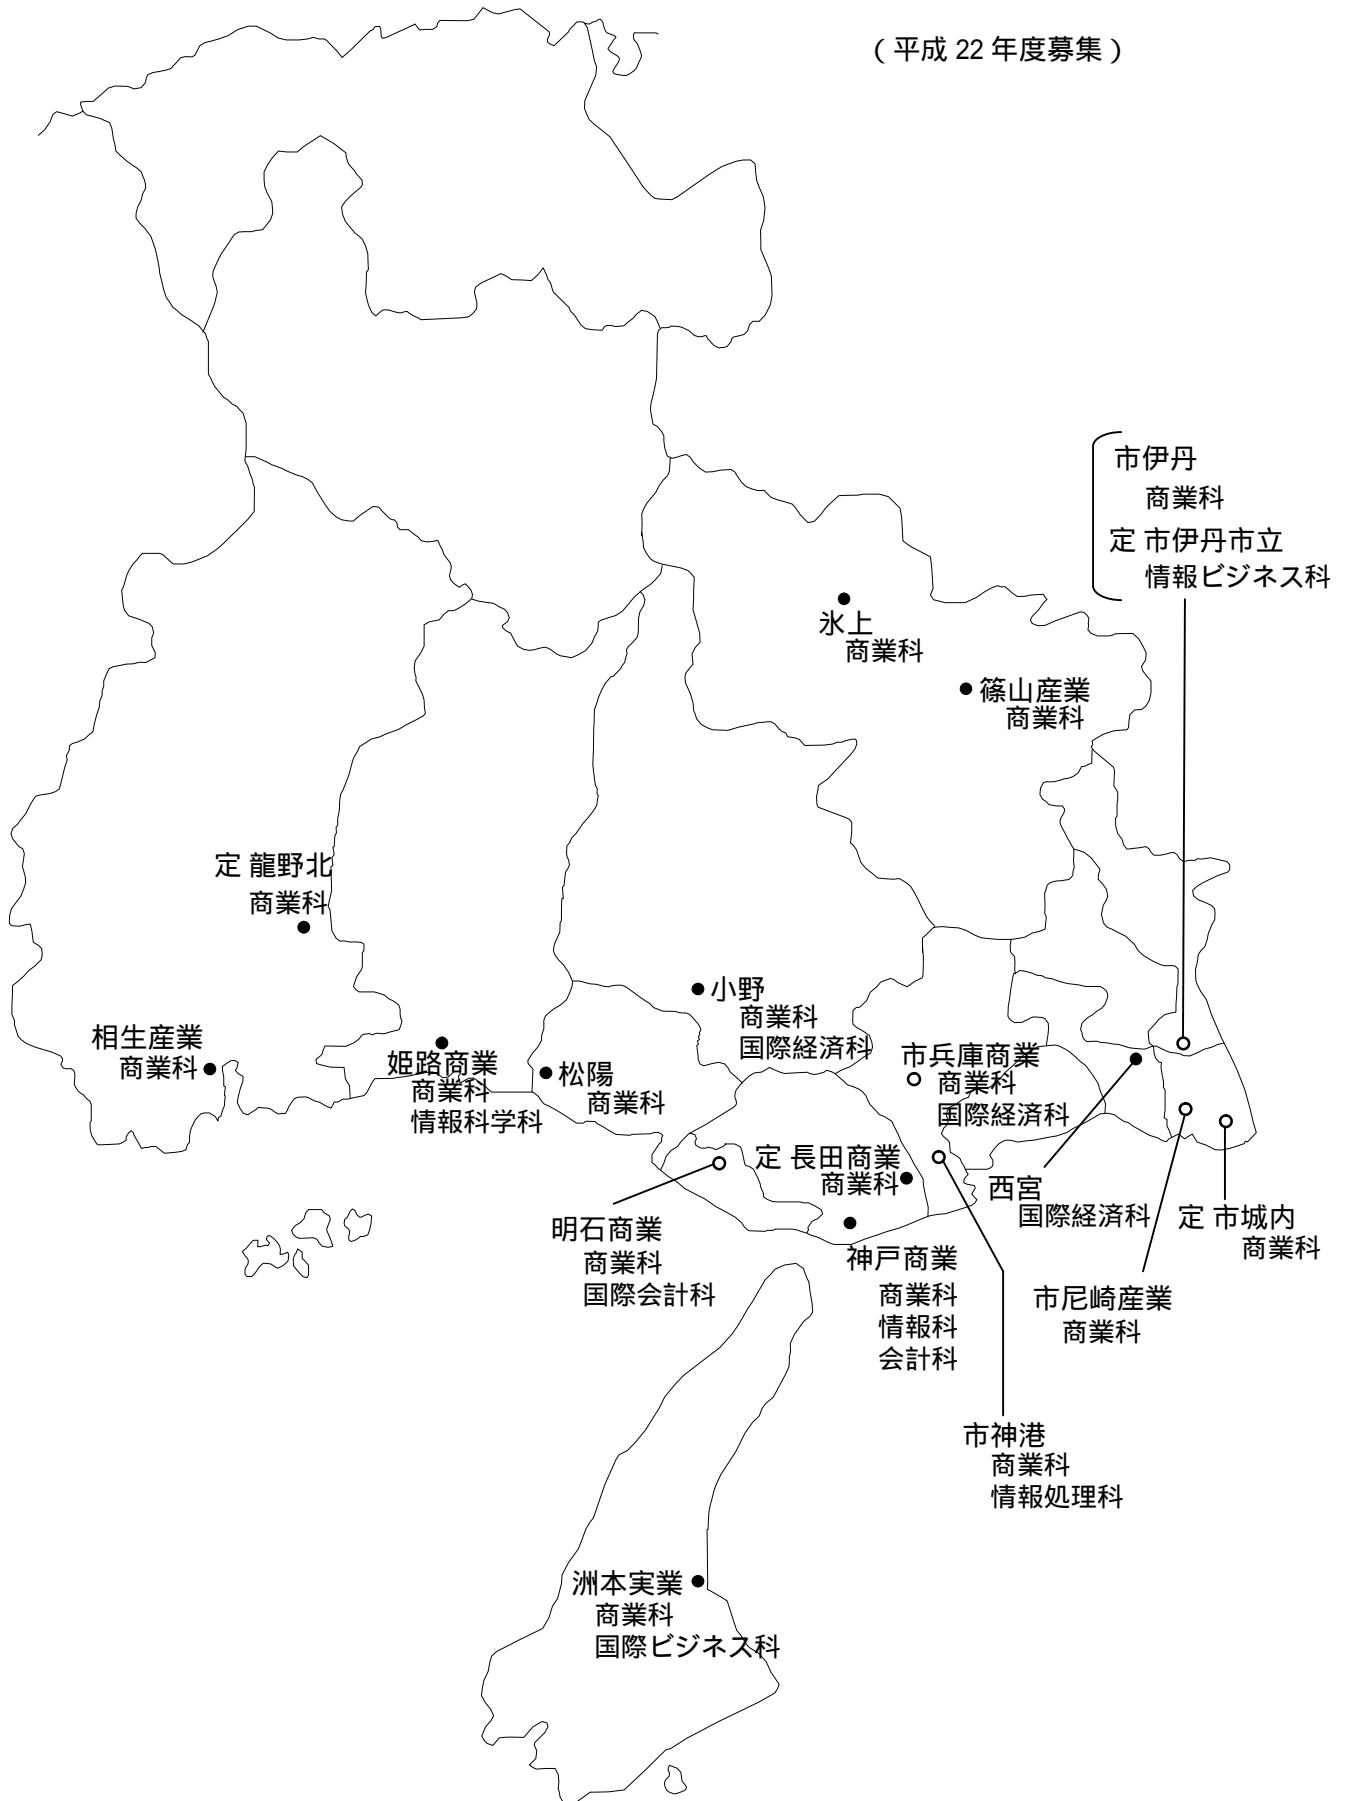 （平成 22 年度募集）
市伊丹
商業科
定 市伊丹市立
情報ビジネス科
氷上
商業科
篠山産業
商業科
定 龍野北
商業科
相生産業
商業科
姫路商業
商業科
情報科学科
松陽
商業科
小野
商業科
国際経済科
市兵庫商業
商業科
国際経済科
定 長田商業
商業科
西宮
国際経済科
定 市城内
商業科
明石商業
商業科
国際会計科
神戸商業
商業科
情報科
会計科
市尼崎産業
商業科
市神港
商業科
情報処理科
洲本実業
商業科
国際ビジネス科